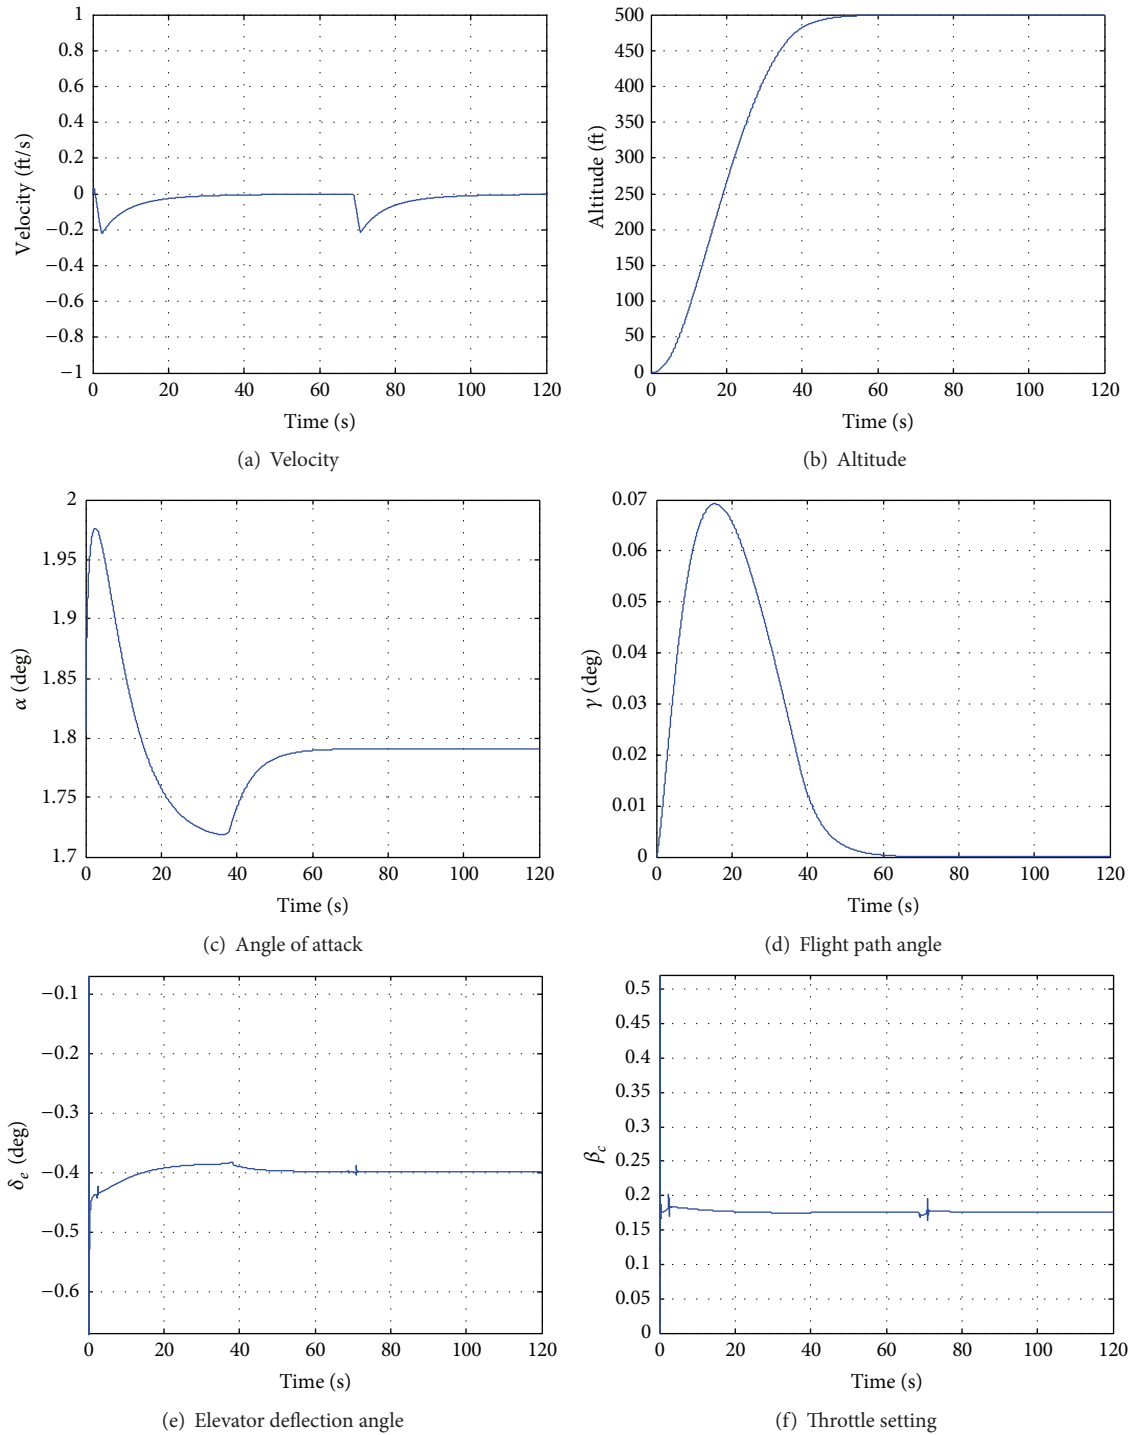 1
0.8
0.6
0.4
0.2
0
−0.2
−0.4
−0.6
−0.8
−1
Velocity (ft/s)
0 20 40 60 80 100 120
Time (s)
(a) Velocity
500
450
400
350
300
250
200
150
100
50
0
Altitude (ft)
0 20 40 60 80 100 120
Time (s)
(b) Altitude
2
1.95
1.9
1.85
1.8
1.75
1.7
α (deg)
0 20 40 60 80 100 120
Time (s)
(c) Angle of attack
0.07
0.06
0.05
0.04
0.03
0.02
0.01
0
γ (deg)
0 20 40 60 80 100 120
Time (s)
(d) Flight path angle
−0.1
−0.2
−0.3
−0.4
−0.5
−0.6
δe (deg)
0 20 40 60 80 100 120
Time (s)
(e) Elevator deflection angle
0.5
0.45
0.4
0.35
0.3
0.25
0.2
0.15
0.1
0.05
0
βc
0 20 40 60 80 100 120
Time (s)
(f) Throttle setting